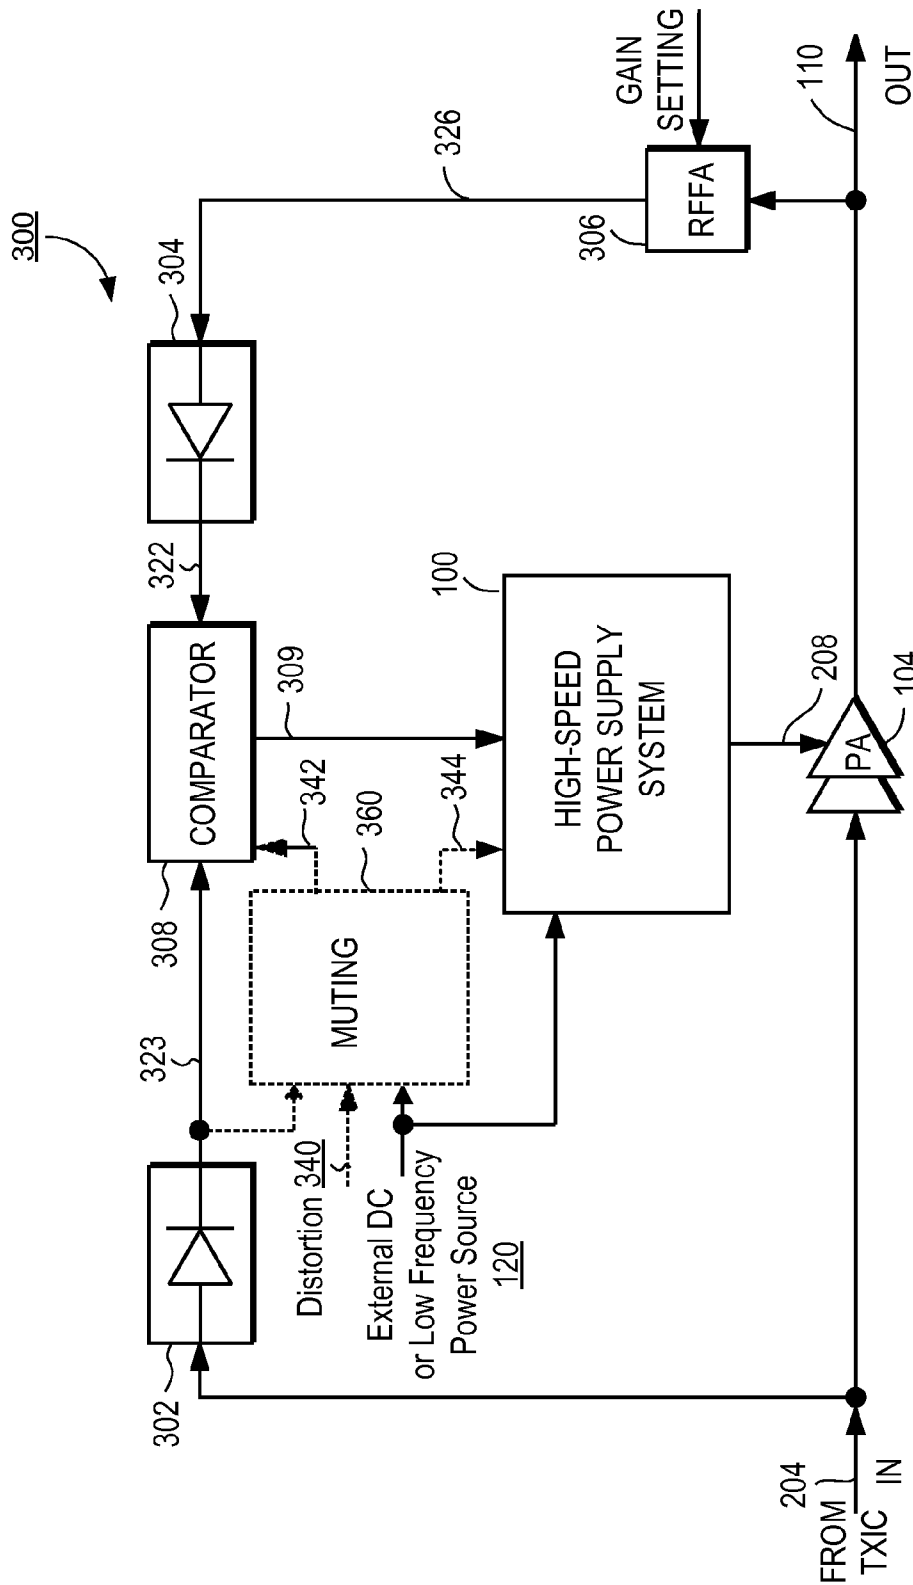 300
302
323
308
COMPARATOR
322
304
326
GAIN
SETTING
RFFA
306
309
342
360
344
MUTING
Distortion 340
External DC
or Low Frequency
Power Source
120
100
HIGH-SPEED
POWER SUPPLY
SYSTEM
208
PA
104
110
OUT
204
FROM
TXIC
IN